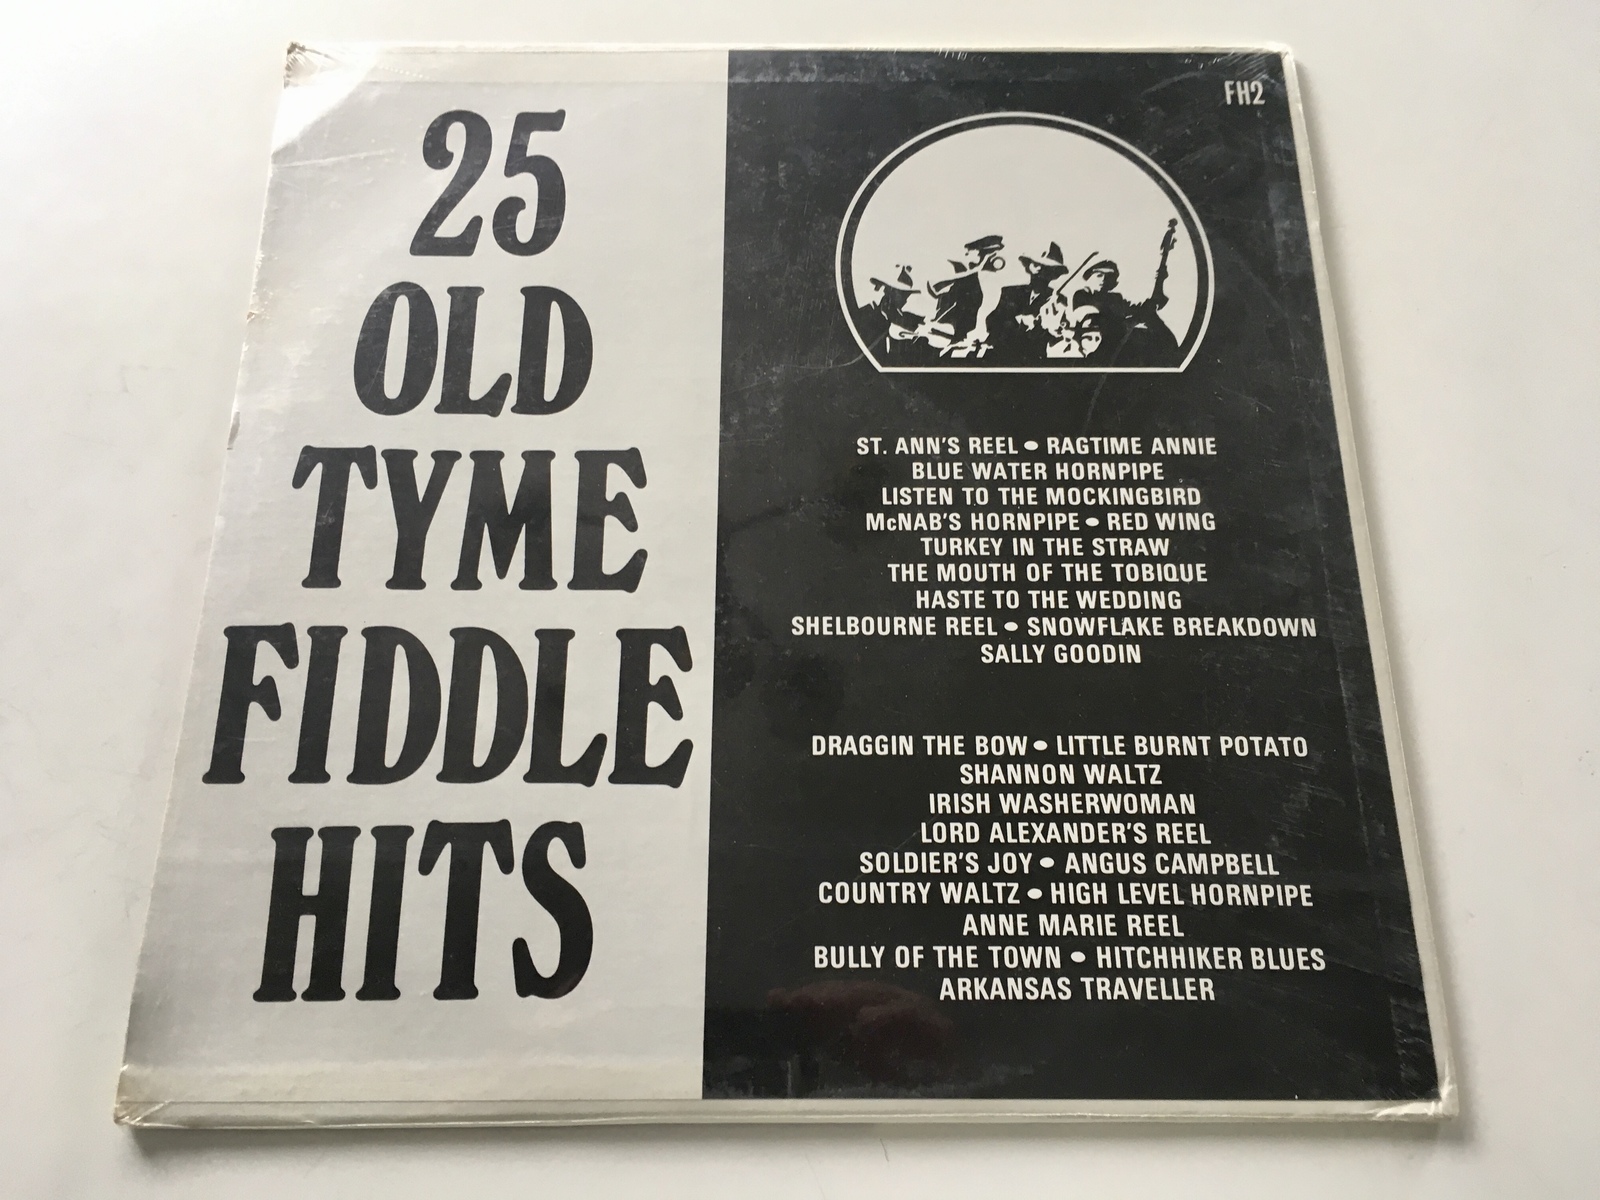 25
OLD
TYME
FIDDLE
HITS
FH2
ST. ANN'S REEL • RAGTIME ANNIE
BLUE WATER HORNPIPE
LISTEN TO THE MOCKINGBIRD
McNAB'S HORNPIPE • RED WING
TURKEY IN THE STRAW
THE MOUTH OF THE TOBIQUE
HASTE TO THE WEDDING
SHELBOURNE REEL • SNOWFLAKE BREAKDOWN
SALLY GOODIN
DRAGGIN THE BOW • LITTLE BURNT POTATO
SHANNON WALTZ
IRISH WASHERWOMAN
LORD ALEXANDER'S REEL
SOLDIER'S JOY • ANGUS CAMPBELL
COUNTRY WALTZ • HIGH LEVEL HORNPIPE
ANNE MARIE REEL
BULLY OF THE TOWN • HITCHHIKER BLUES
ARKANSAS TRAVELLER